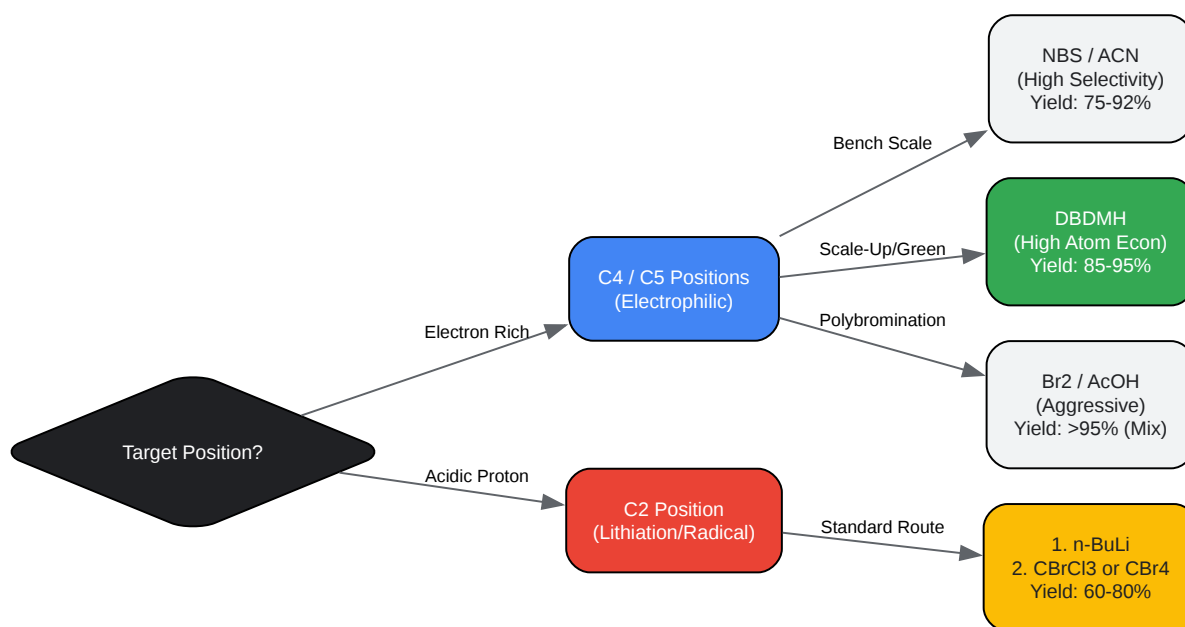 NBS / ACN
(High Selectivity)
Yield: 75-92%
Bench Scale
DBDMH
(High Atom Econ)
Yield: 85-95%
Scale-Up/Green
C4 / C5 Positions
(Electrophilic)
Polybromination
Electron Rich
Br2 / AcOH
(Aggressive)
Yield: >95% (Mix)
Target Position?
Acidic Proton
C2 Position
(Lithiation/Radical)
Standard Route
1. n-BuLi
2. CBrCl3 or CBr4
Yield: 60-80%